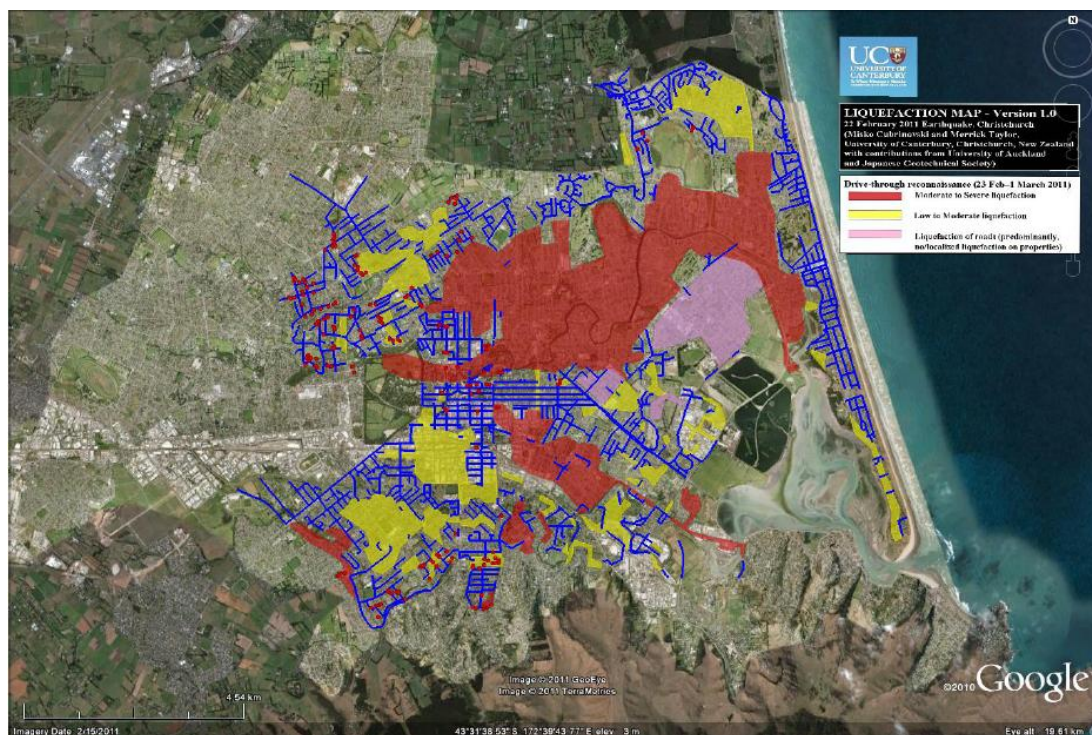 N
UC
UNIVERSITY OF
CANTERBURY
LIQUEFACTION MAP - Version 1.0
22 February 2011 Earthquake, Christchurch
(Misko Cubrinovski and Merrick Taylor,
University of Canterbury, Christchurch, New Zealand
with contributions from University of Auckland
and Japanese Geotechnical Society)
Drive-through reconnaissance (23 Feb-1 March 2011)
Moderate to Severe liquefaction
Low to Moderate liquefaction
Liquefaction of roads (predominantly,
no/localized liquefaction on properties)
4.54 km
Image © 2011 GeoEye
Image © 2011 TerraMetrics
©2010 Google
Imagery Date: 2/15/2011
43°31'38.53" S 172°39'43.77" E elev 3 m
Eye alt 19.61 km